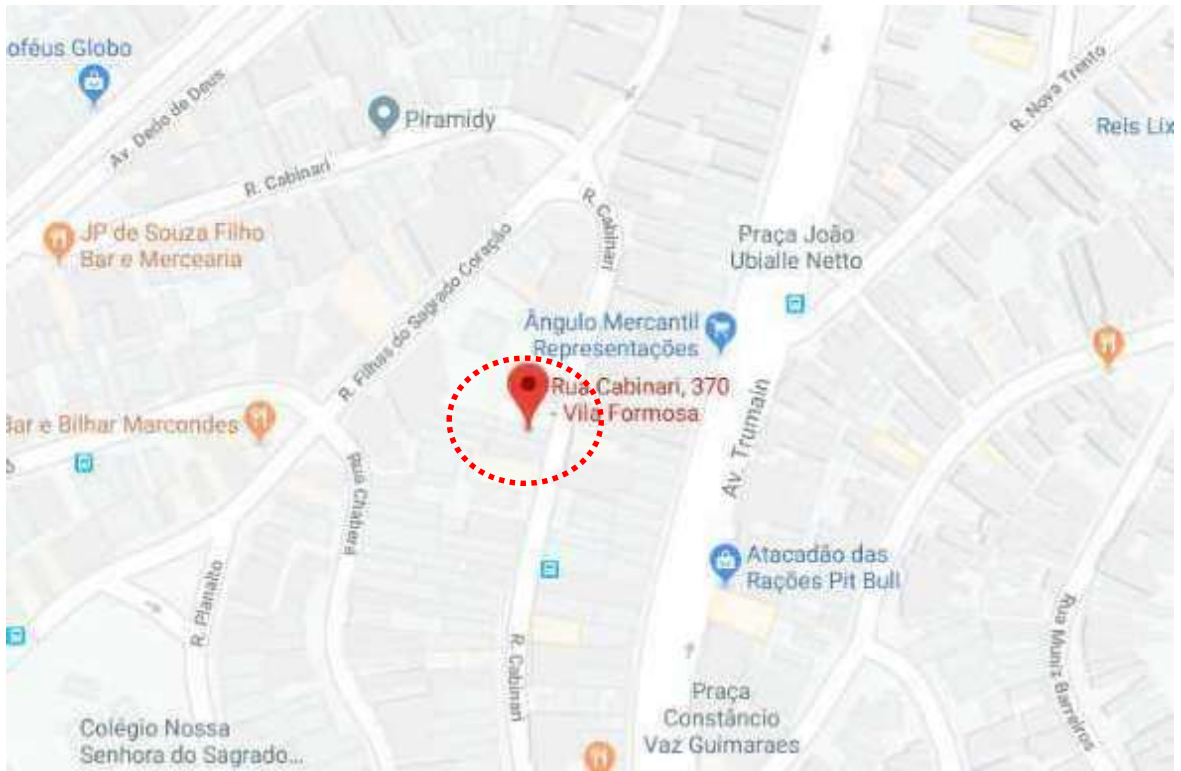 oféus Globo
Av. Dedo de Deus
Piramidy
R. Cabinari
R. Nova Trento
Reis Lix
R. Cabinari
JP de Souza Filho
Bar e Mercearia
R. Filhus do Sagrado Coração
Praça João
Ubialle Netto
Ângulo Mercantil
Representações
Rua Cabinari, 370
- Vila Formosa
Av. Trumain
Bar e Bilhar Marcondes
Rua Chaberá
Atacadão das
Rações Pit Bull
R. Planalto
Rua Muniz Barreiros
R. Cabinari
Praça
Constâncio
Vaz Guimaraes
Colégio Nossa
Senhora do Sagrado...